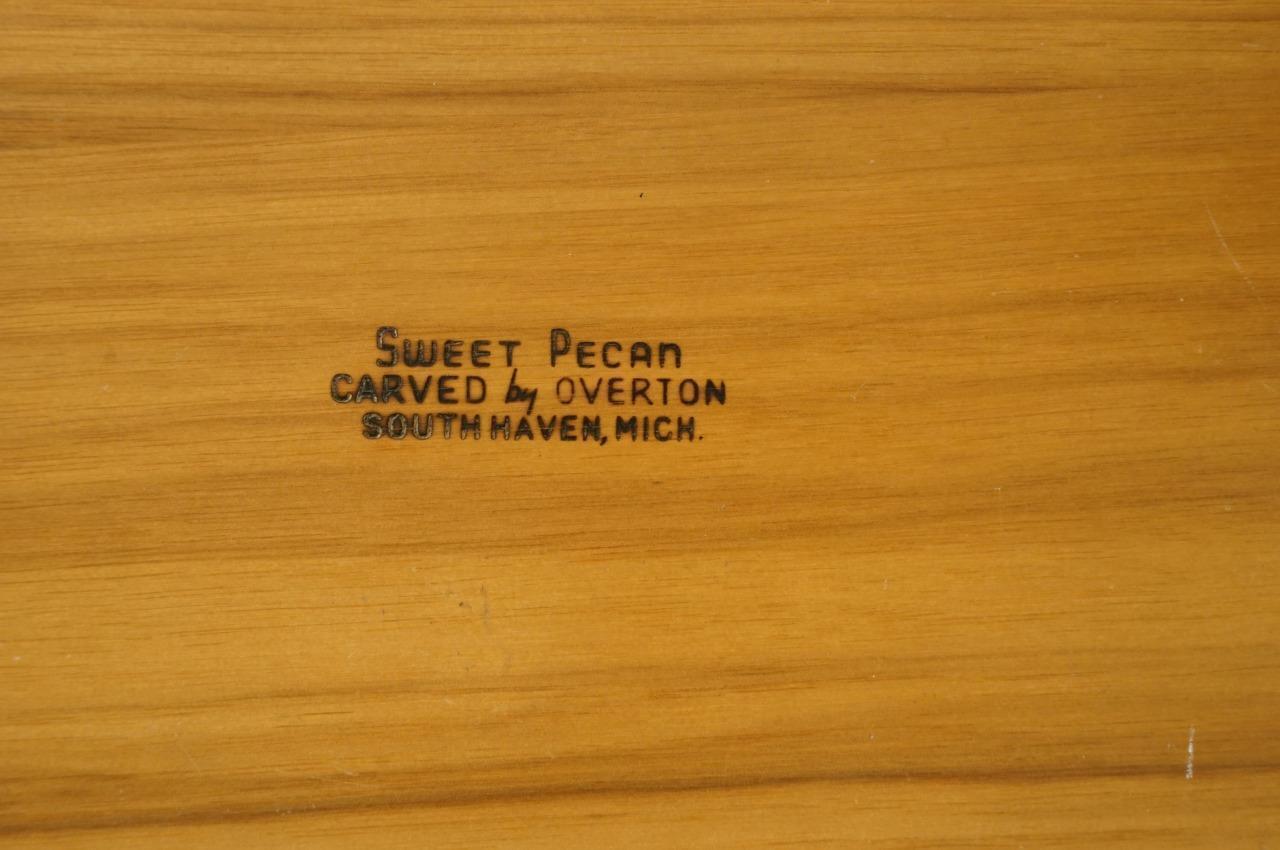 Sweet Pecan
CARVED by OVERTON
SOUTH HAVEN, MICH.